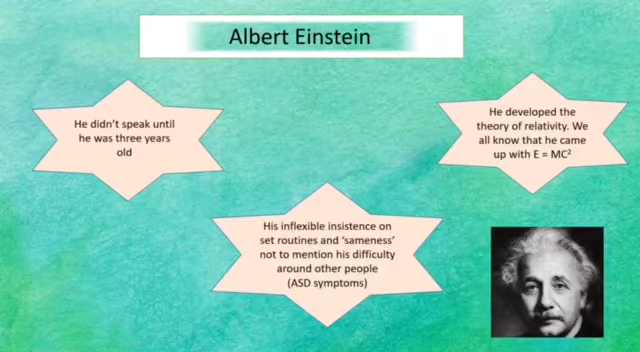 Albert Einstein
He didn’t speak until
he was three years
old
He developed the
theory of relativity. We
all know that he came
up with E = MC²
His inflexible insistence on
set routines and ‘sameness’
not to mention his difficulty
around other people
(ASD symptoms)